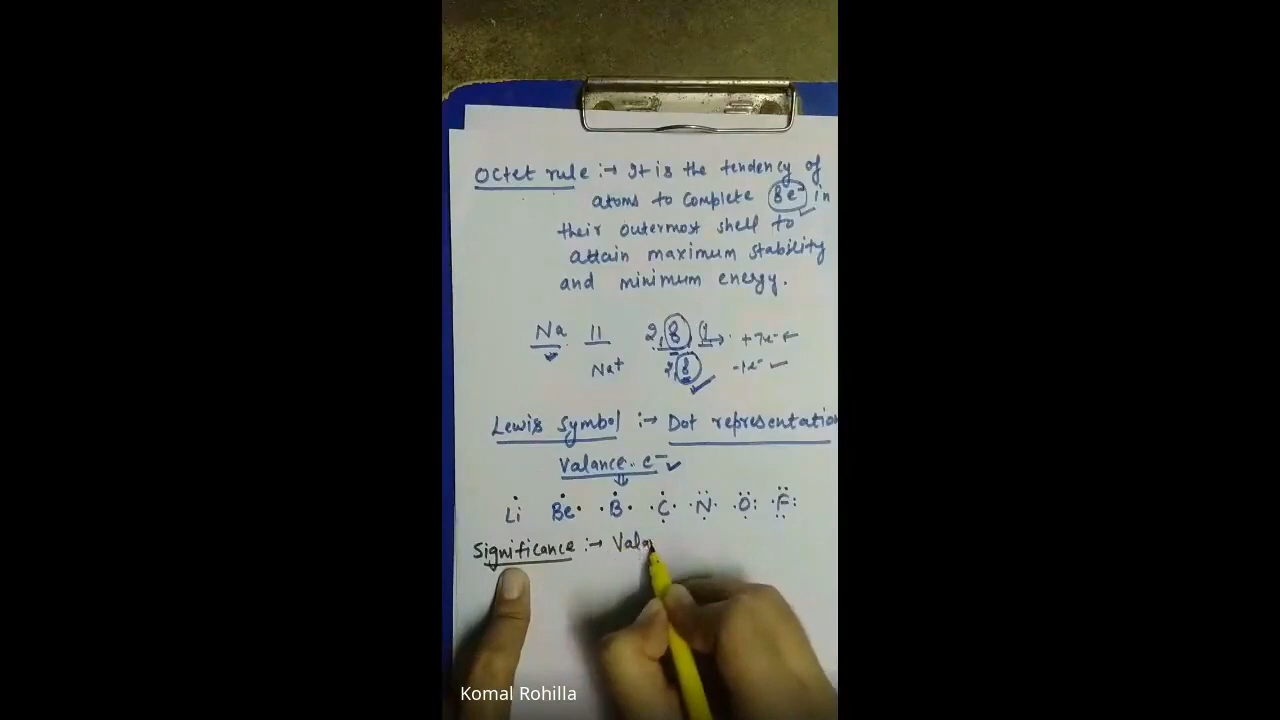 Octet rule :→ It is the tendency of
atoms to complete 8e⁻ in
their outermost shell to
attain maximum stability
and minimum energy.
Na 11 2, 8, 1 → +7e⁻
Na⁺ 2, 8 -1e⁻ ✓
Lewis Symbol :→ Dot representation
Valance e⁻ ✓
Li Be B C N O F
Significance :→ Vala
Komal Rohilla